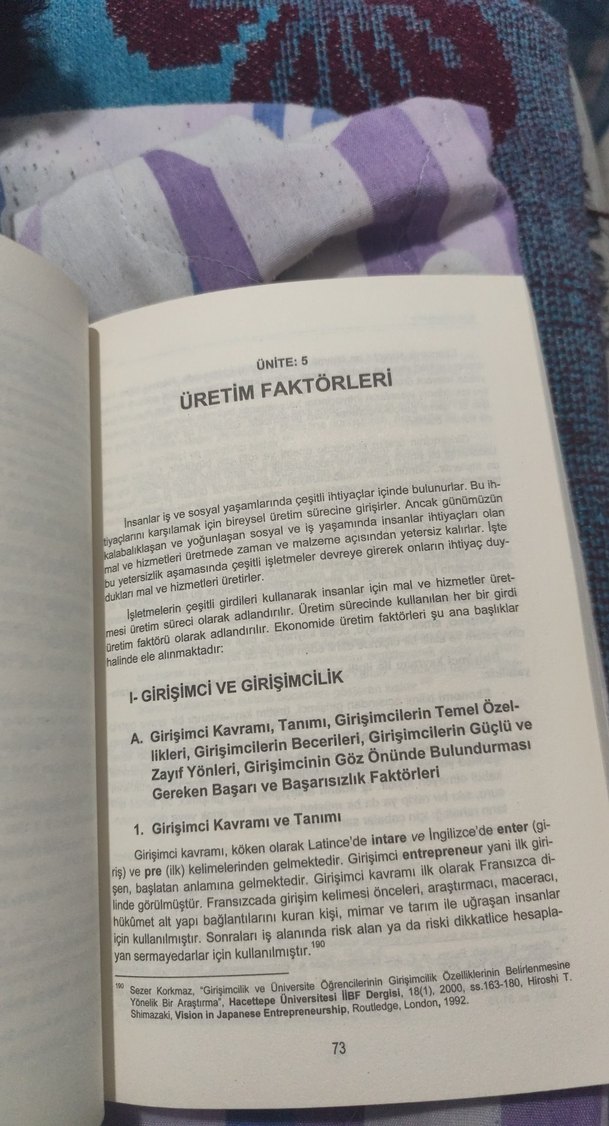 ÜNİTE: 5
ÜRETİM FAKTÖRLERİ
İnsanlar iş ve sosyal yaşamlarında çeşitli ihtiyaçlar içinde bulunurlar. Bu ih-
tiyaçlarını karşılamak için bireysel üretim sürecine girişirler. Ancak günümüzün
kalabalıklaşan ve yoğunlaşan sosyal ve iş yaşamında insanlar ihtiyaçları olan
mal ve hizmetleri üretmede zaman ve malzeme açısından yetersiz kalırlar. İşte
bu yetersizlik aşamasında çeşitli işletmeler devreye girerek onların ihtiyaç duy-
dukları mal ve hizmetleri üretirler.
İşletmelerin çeşitli girdileri kullanarak insanlar için mal ve hizmetler üret-
mesi üretim süreci olarak adlandırılır. Üretim sürecinde kullanılan her bir girdi
üretim faktörü olarak adlandırılır. Ekonomide üretim faktörleri şu ana başlıklar
halinde ele alınmaktadır:
I- GİRİŞİMCİ VE GİRİŞİMCİLİK
A. Girişimci Kavramı, Tanımı, Girişimcilerin Temel Özel-
likleri, Girişimcilerin Becerileri, Girişimcilerin Güçlü ve
Zayıf Yönleri, Girişimcinin Göz Önünde Bulundurması
Gereken Başarı ve Başarısızlık Faktörleri
1. Girişimci Kavramı ve Tanımı
Girişimci kavramı, köken olarak Latince'de intare ve İngilizce'de enter (gi-
riş) ve pre (ilk) kelimelerinden gelmektedir. Girişimci entrepreneur yani ilk giri-
şen, başlatan anlamına gelmektedir. Girişimci kavramı ilk olarak Fransızca di-
linde görülmüştür. Fransızcada girişim kelimesi önceleri, araştırmacı, maceracı,
hükûmet alt yapı bağlantılarını kuran kişi, mimar ve tarım ile uğraşan insanlar
için kullanılmıştır. Sonraları iş alanında risk alan ya da riski dikkatlice hesapla-
yan sermayedarlar için kullanılmıştır.190
190 Sezer Korkmaz, "Girişimcilik ve Üniversite Öğrencilerinin Girişimcilik Özelliklerinin Belirlenmesine
Yönelik Bir Araştırma", Hacettepe Üniversitesi İİBF Dergisi, 18(1), 2000, ss.163-180, Hiroshi T.
Shimazaki, Vision in Japanese Entrepreneurship, Routledge, London, 1992.
73